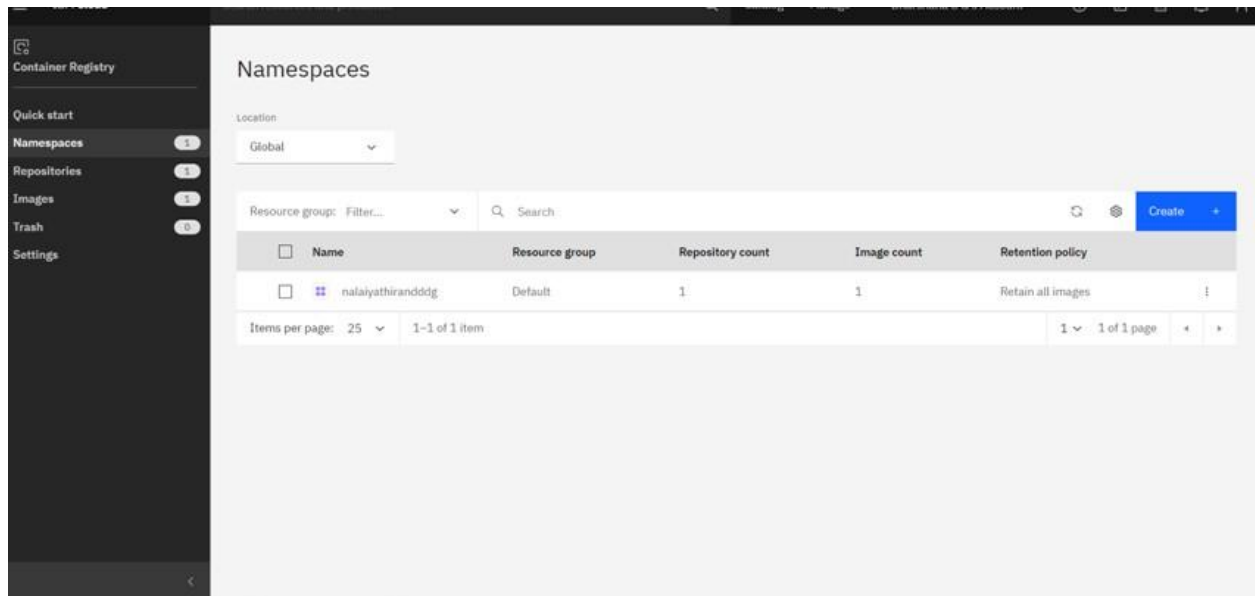 Container Registry
Quick start
Namespaces 1
Repositories 1
Images 1
Trash 0
Settings
Namespaces
Location
Global
Resource group: Filter... Search Create +
Name Resource group Repository count Image count Retention policy
nalaiyathirandddg Default 1 1 Retain all images
Items per page: 25 1–1 of 1 item 1 1 of 1 page